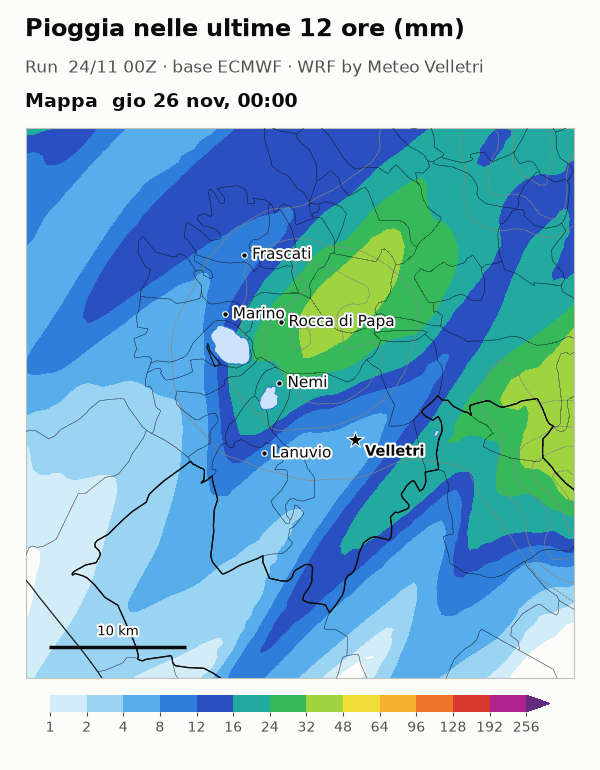 Pioggia nelle ultime 12 ore (mm)
Run  24/11 00Z · base ECMWF · WRF by Meteo Velletri
Mappa  gio 26 nov, 00:00
Frascati
Marino
Rocca di Papa
Nemi
Velletri
Lanuvio
10 km
1 2 4 8 12 16 24 32 48 64 96 128 192 256